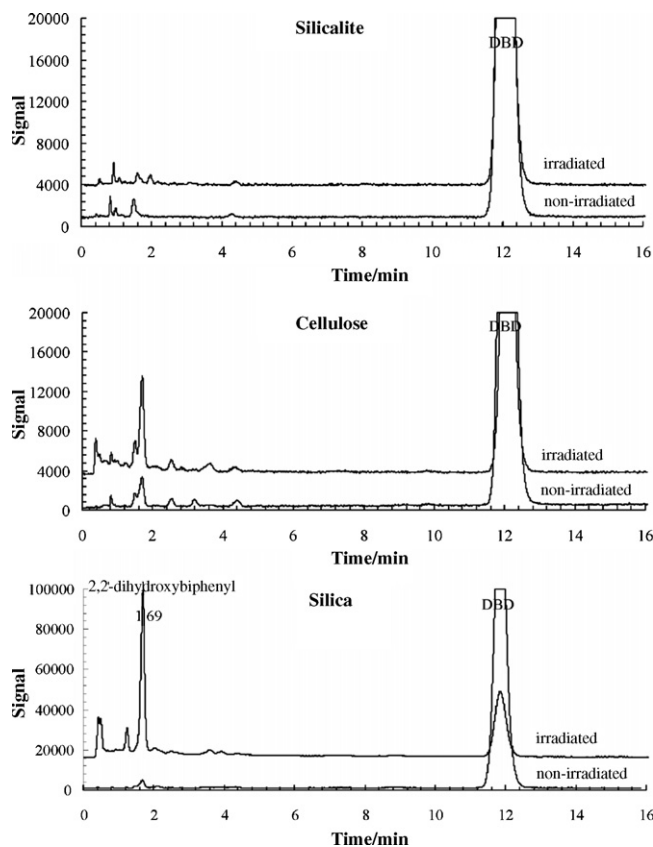 Silicalite
20000
16000
12000
8000
4000
0
Signal
DBD
irradiated
non-irradiated
0 2 4 6 8 10 12 14 16
Time/min
Cellulose
20000
16000
12000
8000
4000
0
Signal
DBD
irradiated
non-irradiated
0 2 4 6 8 10 12 14 16
Time/min
2,2'-dihydroxybiphenyl
Silica
100000
80000
60000
40000
20000
0
Signal
1.69
DBD
irradiated
non-irradiated
0 2 4 6 8 10 12 14 16
Time/min